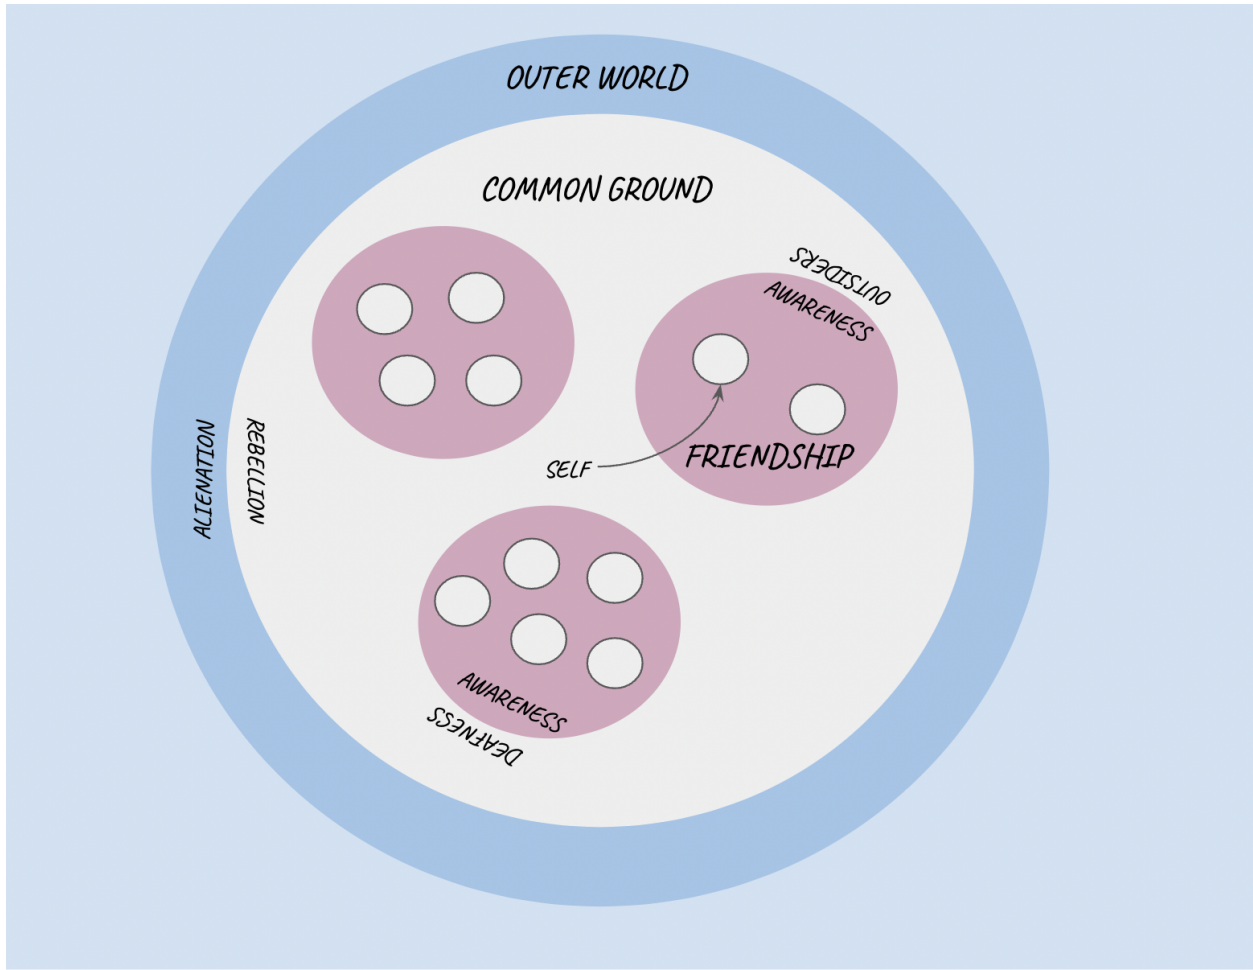 OUTER WORLD
COMMON GROUND
OUTSIDERS
AWARENESS
ALIENATION
REBELLION
SELF
FRIENDSHIP
AWARENESS
DEAFNESS